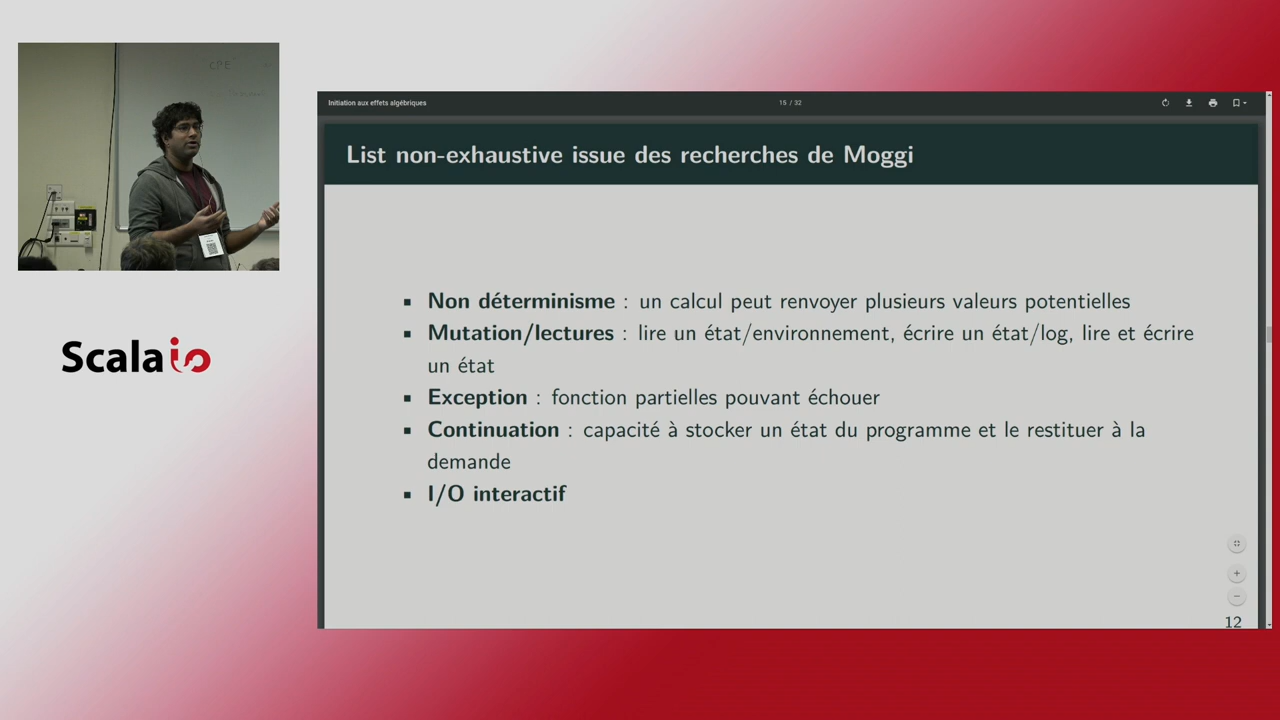 CPE
Scala io
Initiation aux effets algébriques
15 / 32
List non-exhaustive issue des recherches de Moggi
▪ Non déterminisme : un calcul peut renvoyer plusieurs valeurs potentielles
▪ Mutation/lectures : lire un état/environnement, écrire un état/log, lire et écrire
un état
▪ Exception : fonction partielles pouvant échouer
▪ Continuation : capacité à stocker un état du programme et le restituer à la
demande
▪ I/O interactif
12